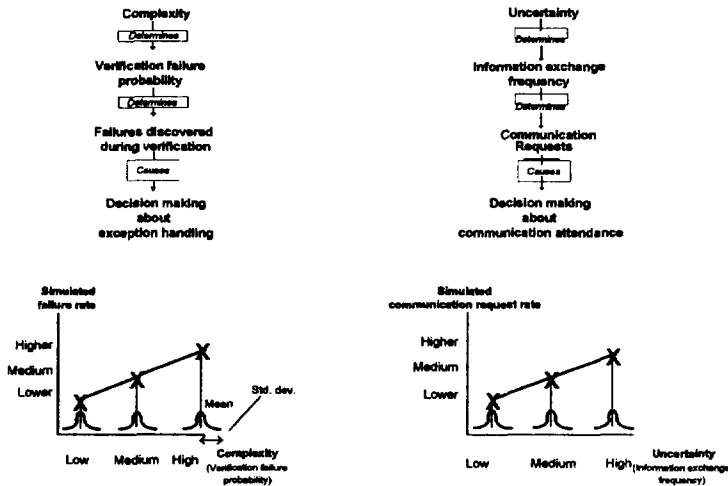 Complexity
Determines
Verification failure
probability
Determines
Failures discovered
during verification
Causes
Decision making
about
exception handling
Uncertainty
Determines
Information exchange
frequency
Determines
Communication
Requests
Causes
Decision making
about
communication attendance
Simulated
failure rate
Higher
Medium
Lower
Mean
Std. dev.
Low Medium High
Complexity
(Verification failure
probability)
Simulated
communication request rate
Higher
Medium
Lower
Low Medium High
Uncertainty
(Information exchange
frequency)